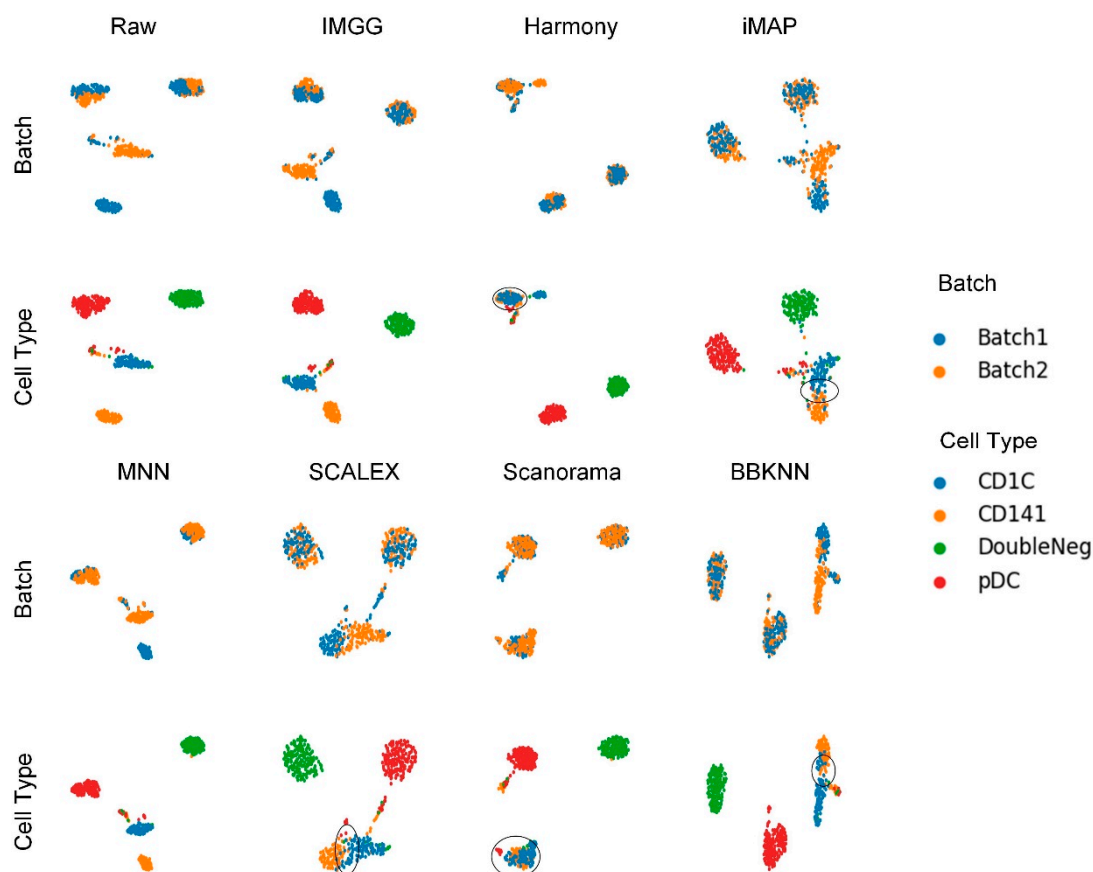 Raw IMGG Harmony iMAP
Batch
Cell Type
MNN SCALEX Scanorama BBKNN
Batch
Cell Type
Batch
Batch1
Batch2
Cell Type
CD1C
CD141
DoubleNeg
pDC